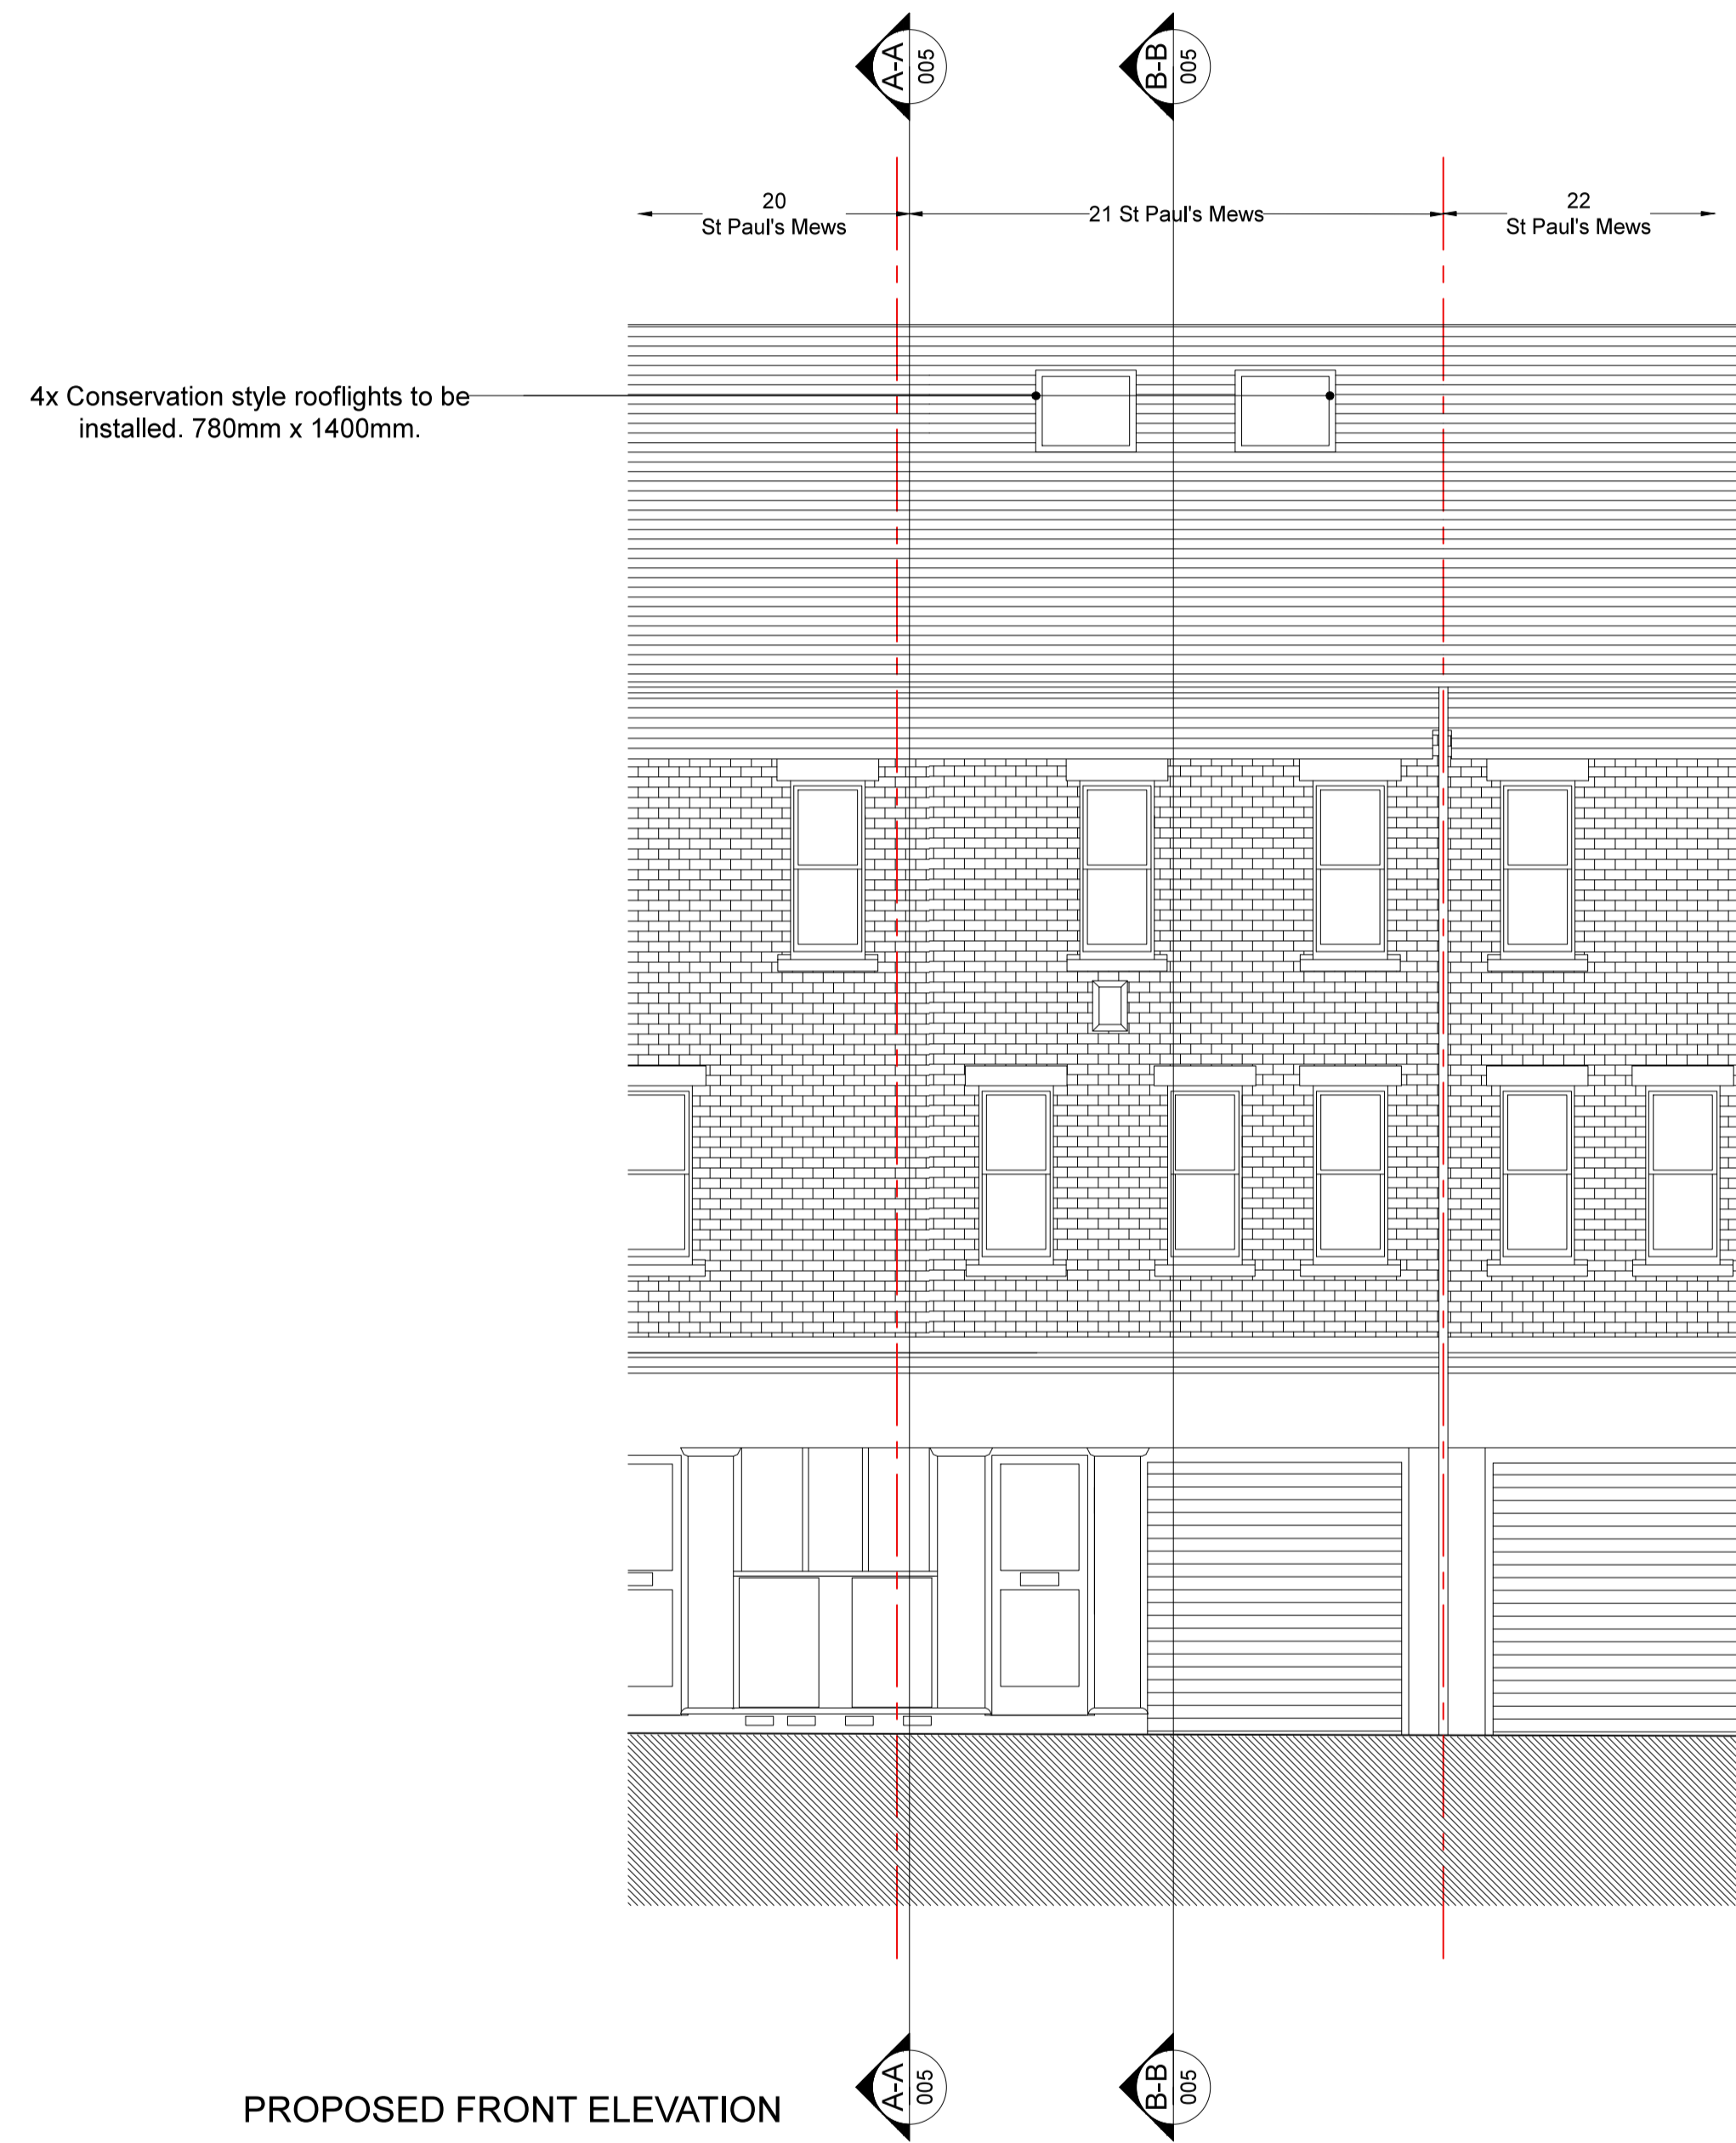 A-A
005
B-B
005
20
St Paul's Mews
21 St Paul's Mews
22
St Paul's Mews
4x Conservation style rooflights to be
installed. 780mm x 1400mm.
A-A
005
B-B
005
PROPOSED FRONT ELEVATION